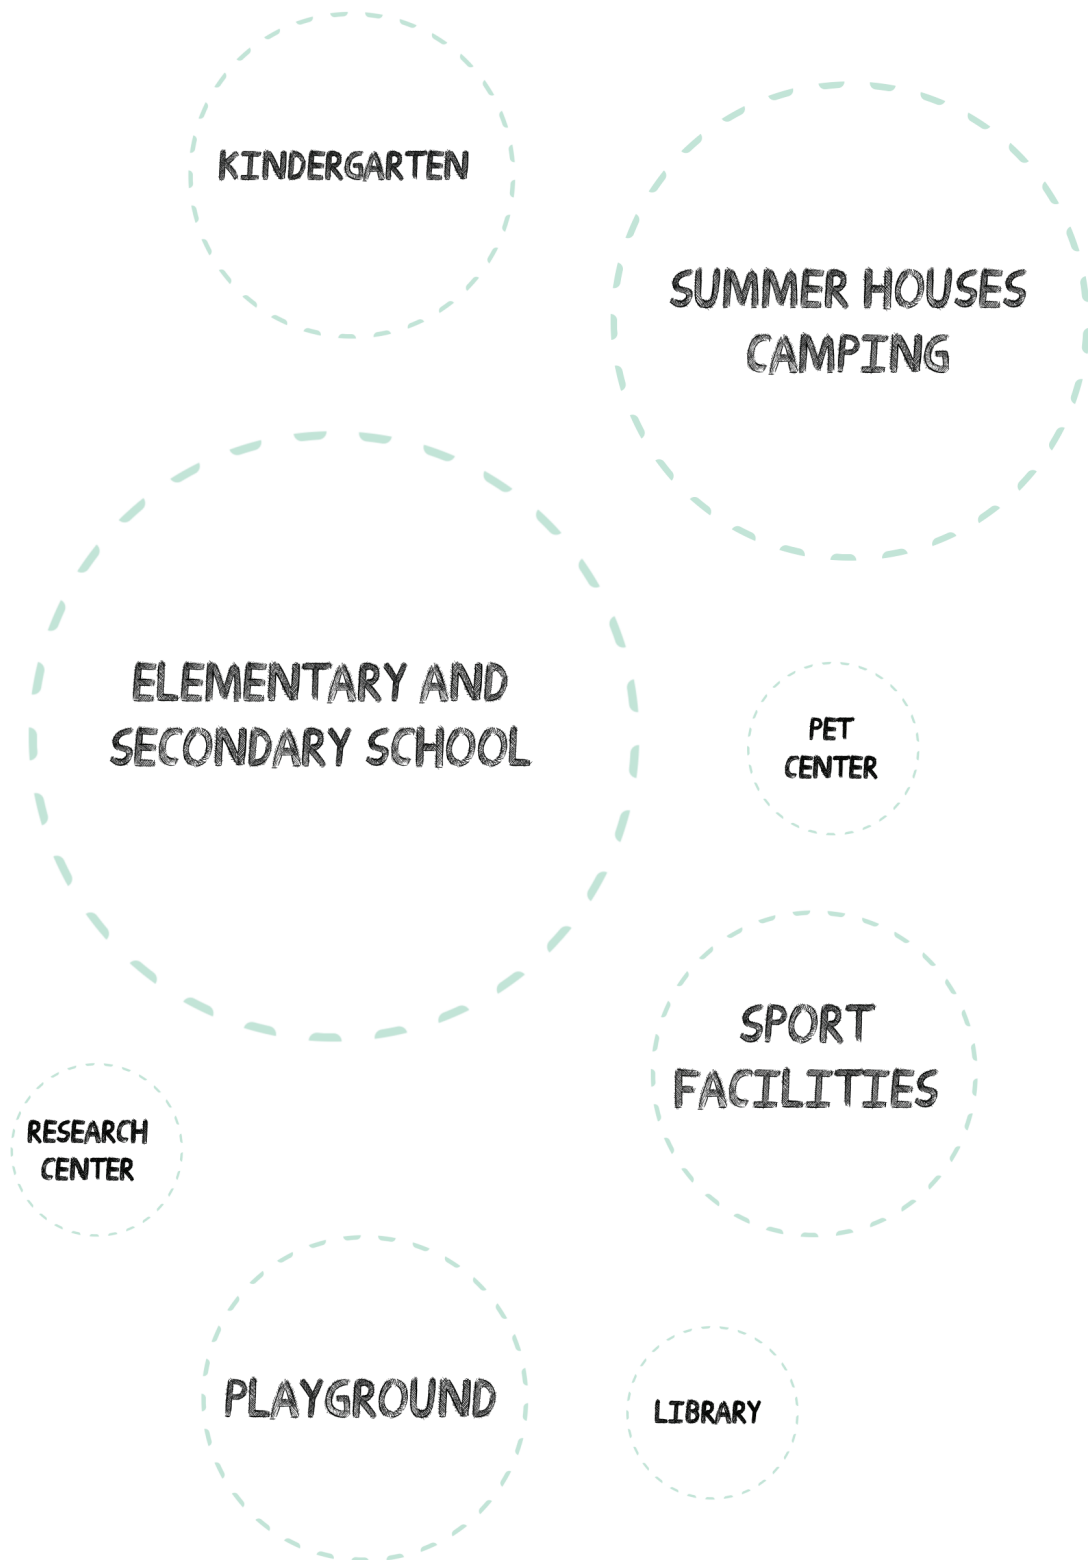 KINDERGARTEN
SUMMER HOUSES
CAMPING
ELEMENTARY AND
SECONDARY SCHOOL
PET
CENTER
SPORT
FACILITIES
RESEARCH
CENTER
PLAYGROUND
LIBRARY